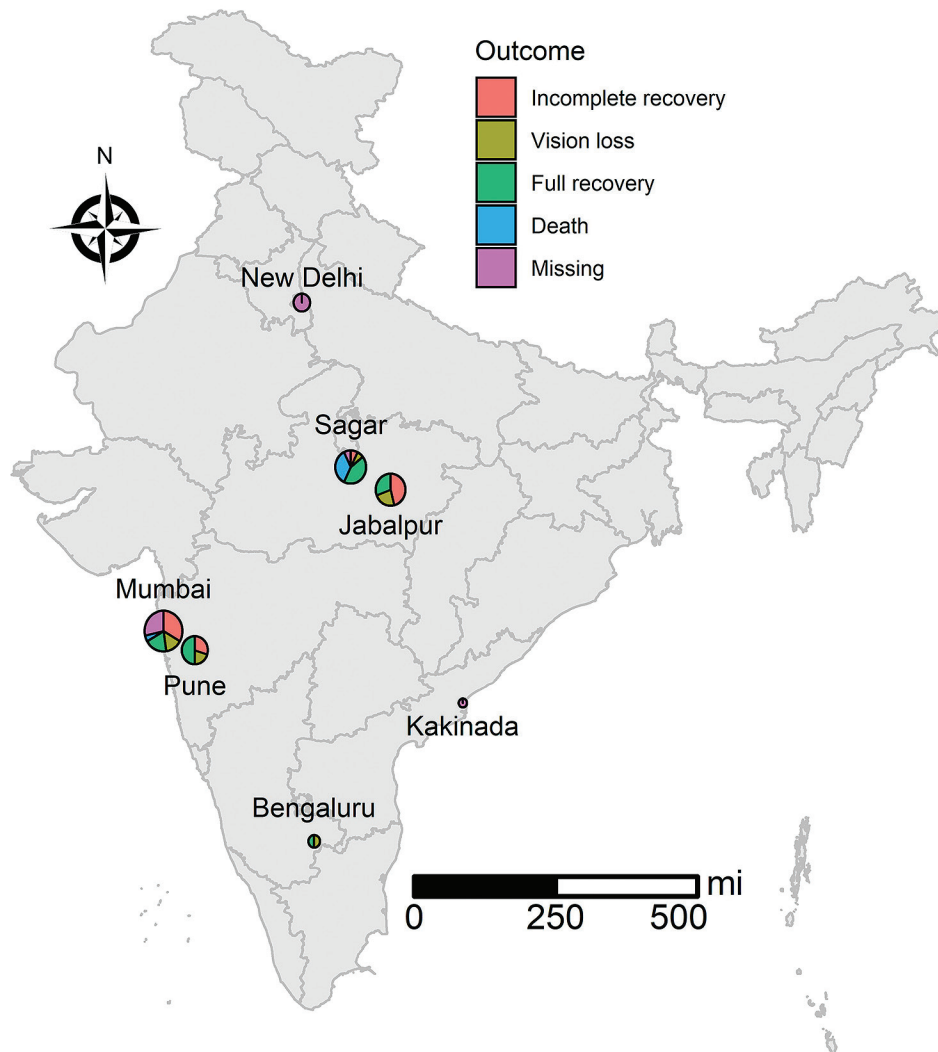 Outcome
Incomplete recovery
Vision loss
Full recovery
Death
Missing
N
New Delhi
Sagar
Jabalpur
Mumbai
Pune
Kakinada
Bengaluru
mi
0 250 500